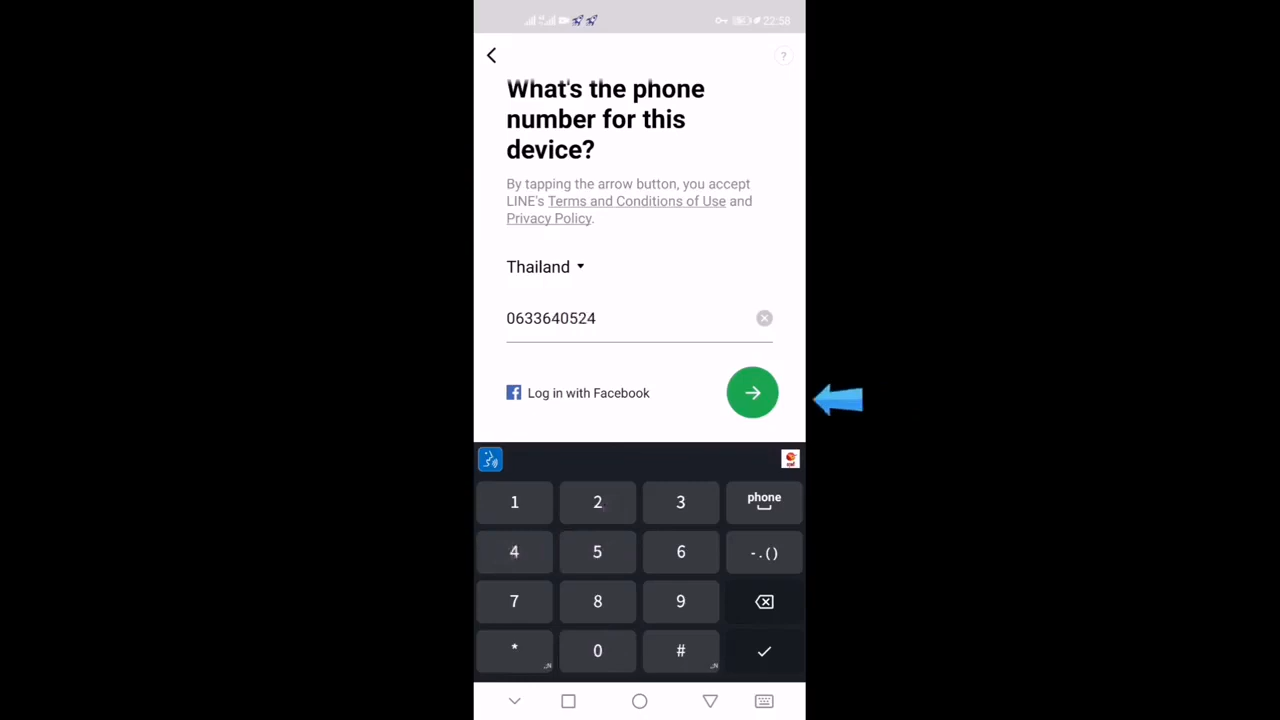 22:58
?
What's the phone
number for this
device?
By tapping the arrow button, you accept
LINE's Terms and Conditions of Use and
Privacy Policy.
Thailand
0633640524
Log in with Facebook
1 2 3 phone
4 5 6 -.()
7 8 9
* 0 #